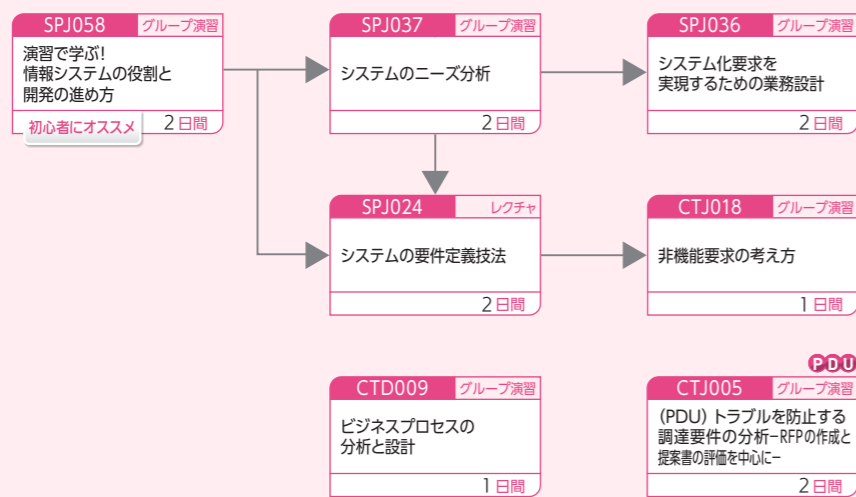 SPJ058 グループ演習
演習で学ぶ!
情報システムの役割と
開発の進め方
初心者にオススメ 2日間
SPJ037 グループ演習
システムのニーズ分析
2日間
SPJ036 グループ演習
システム化要求を
実現するための業務設計
2日間
SPJ024 レクチャ
システムの要件定義技法
2日間
CTJ018 グループ演習
非機能要求の考え方
1日間
CTD009 グループ演習
ビジネスプロセスの
分析と設計
1日間
PDU
CTJ005 グループ演習
(PDU)トラブルを防止する
調達要件の分析-RFPの作成と
提案書の評価を中心に-
2日間